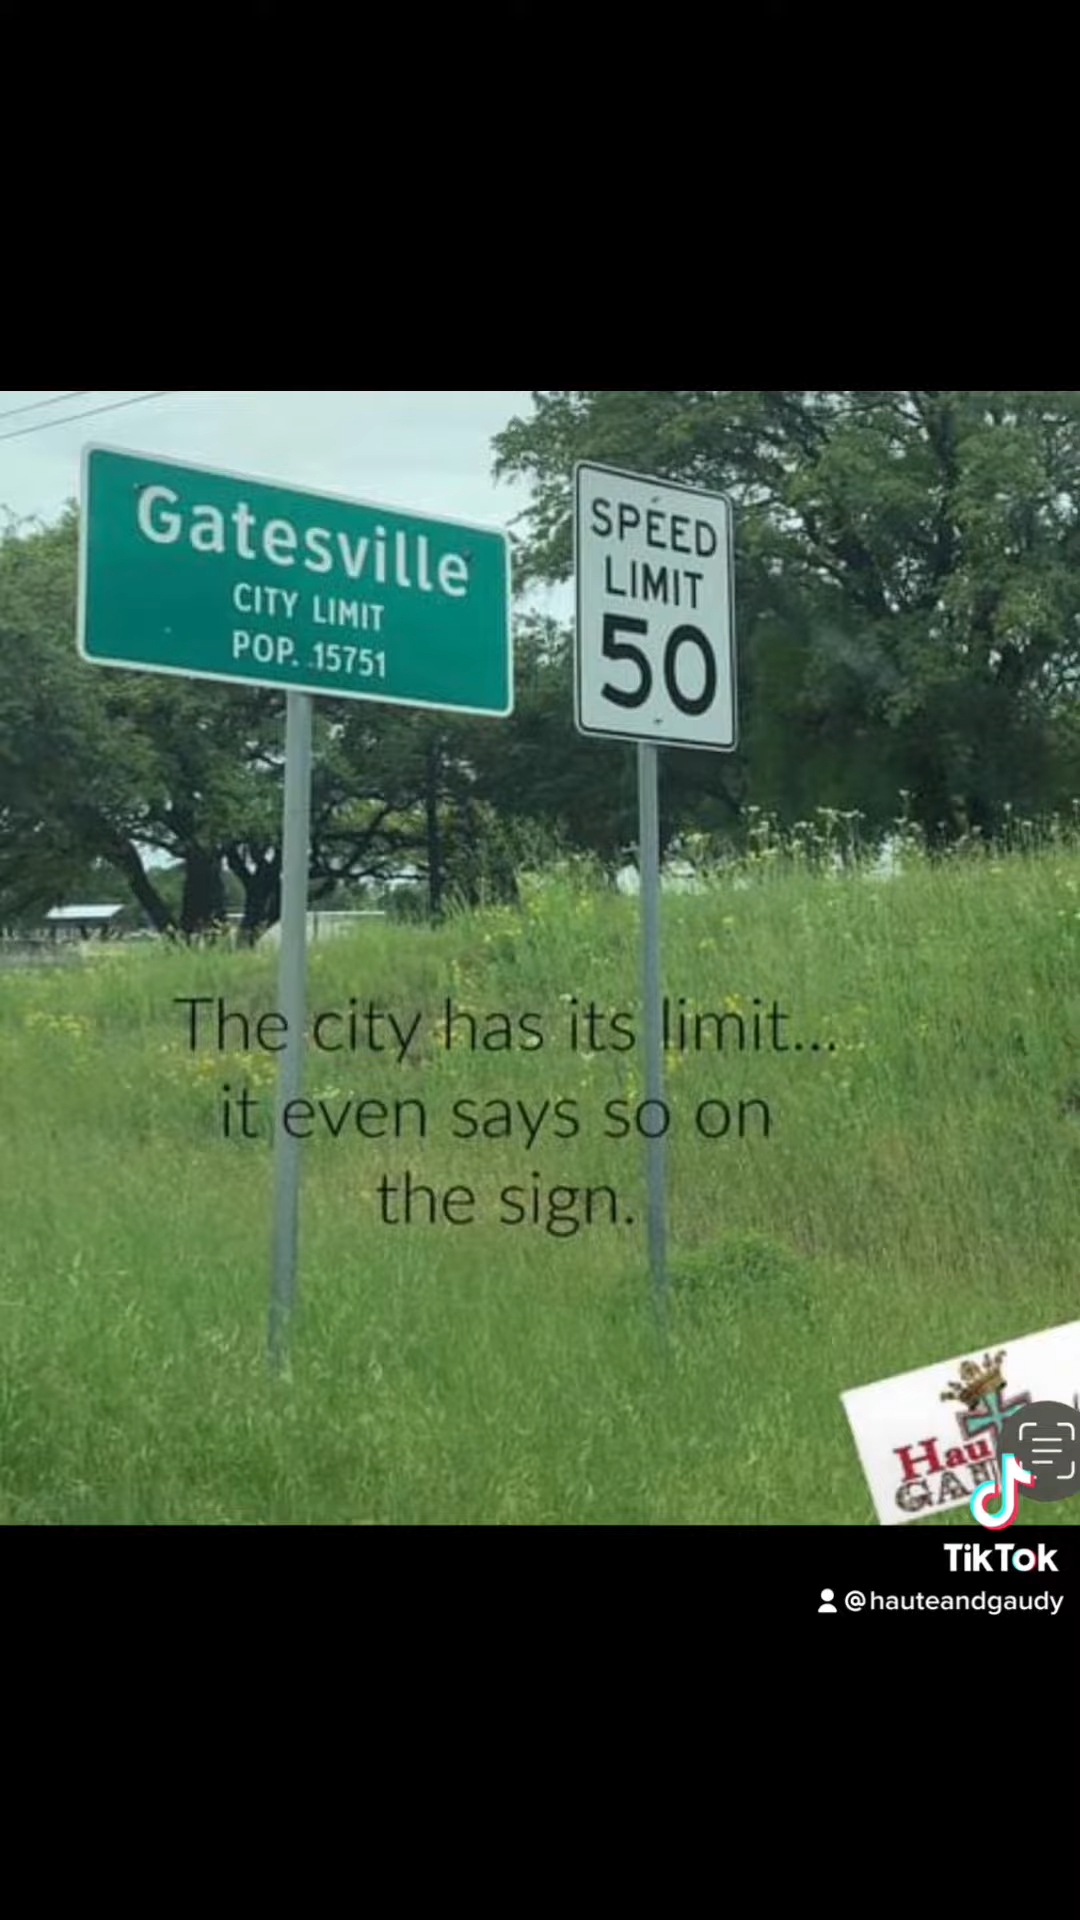 Gatesville
CITY LIMIT
POP. 15751
SPEED
LIMIT
50
The city has its limit...
it even says so on
the sign.
TikTok
@hauteandgaudy